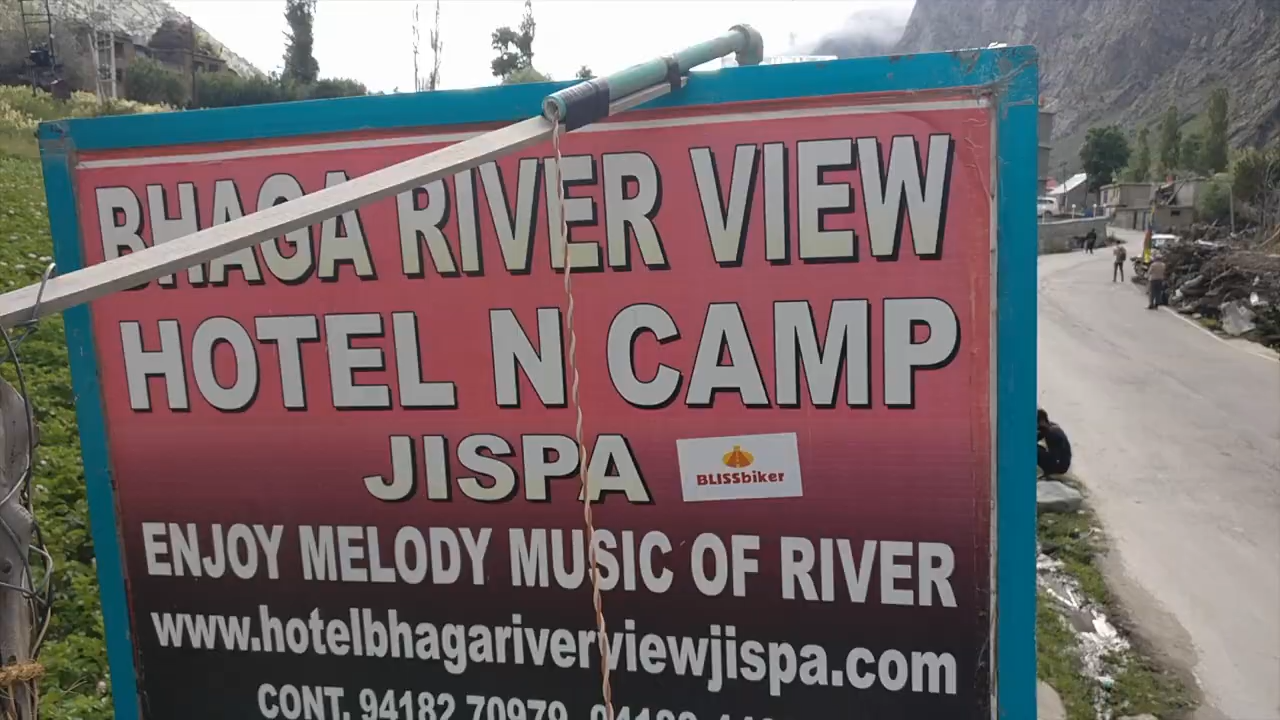 BHAGA RIVER VIEW
HOTEL N CAMP
JISPA
BLISSbiker
ENJOY MELODY MUSIC OF RIVER
www.hotelbhagariverviewjispa.com
CONT. 94182 70979